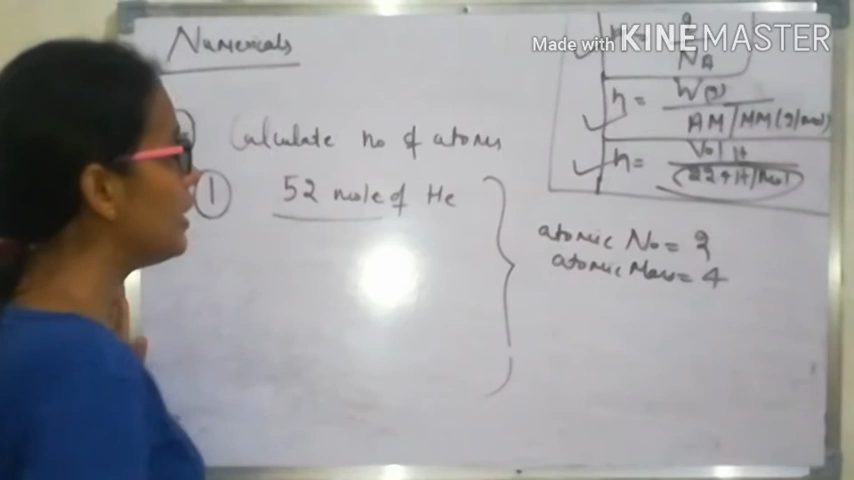 Numericals
Made with KINEMASTER
NA
n = W(g)
AM/MM(g/mol)
n = Vol lt
22.4 lt/mol
Calculate no of atoms
① 52 mole of He
atomic No = 2
atomic Mass = 4